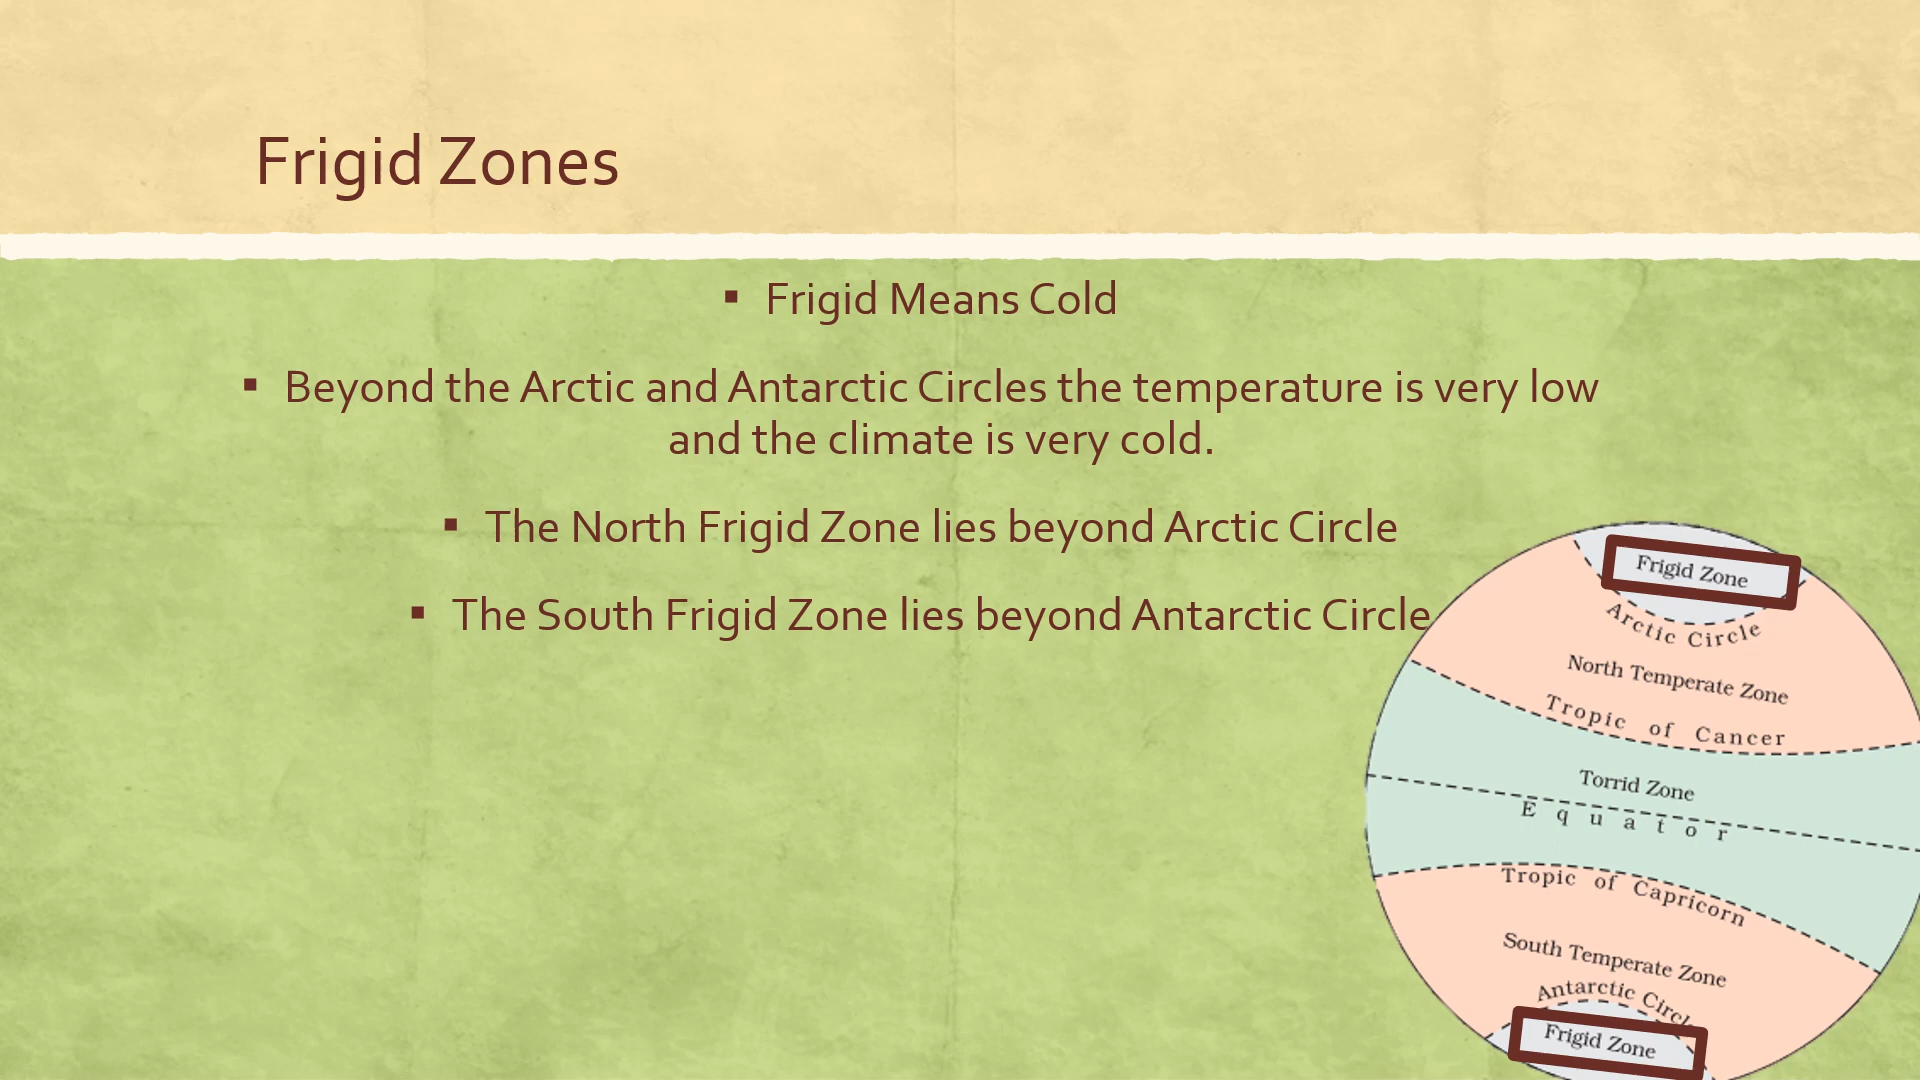 Frigid Zones
▪ Frigid Means Cold
▪ Beyond the Arctic and Antarctic Circles the temperature is very low
and the climate is very cold.
▪ The North Frigid Zone lies beyond Arctic Circle
▪ The South Frigid Zone lies beyond Antarctic Circle
Frigid Zone
Arctic Circle
North Temperate Zone
Tropic of Cancer
Torrid Zone
Equator
Tropic of Capricorn
South Temperate Zone
Antarctic Circl
Frigid Zone